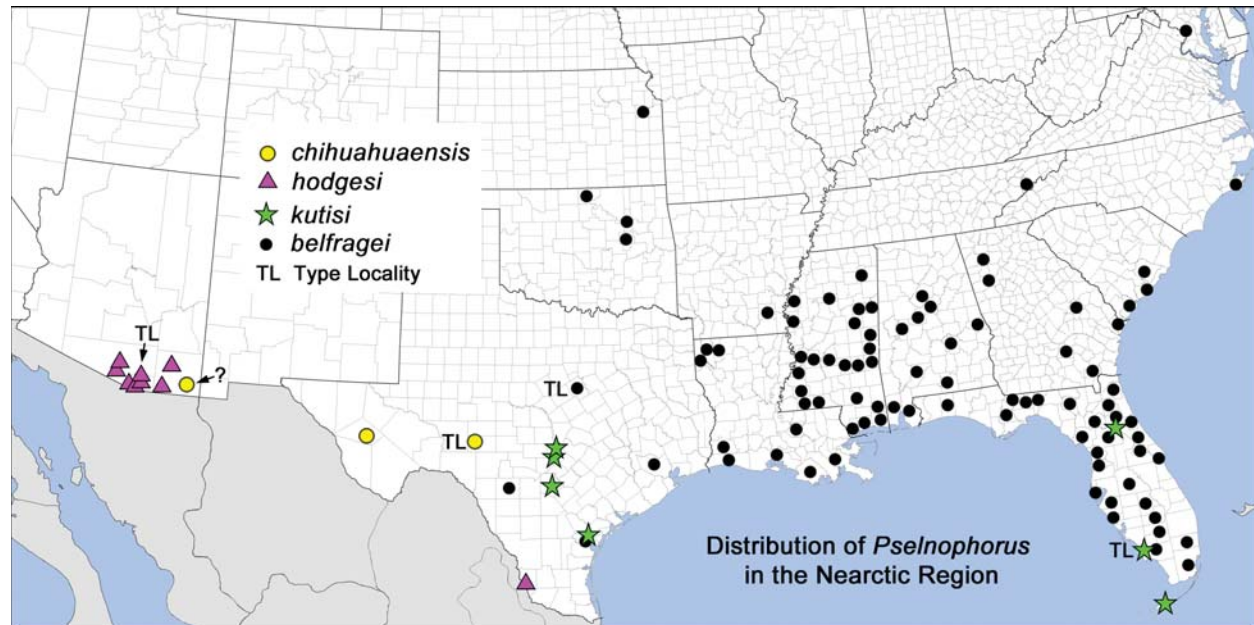 chihuahuaensis
hodgesi
kutisi
belfragei
TL Type Locality
TL
?
TL
TL
Distribution of Pselnophorus
in the Nearctic Region
TL